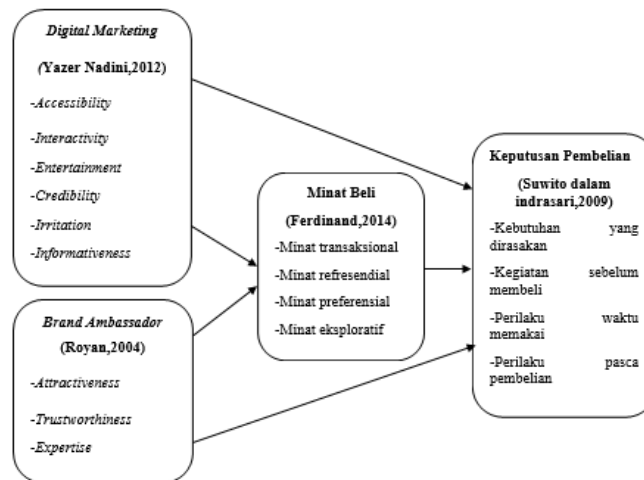 Digital Marketing
(Yazer Nadini,2012)
-Accessibility
-Interactivity
-Entertainment
-Credibility
-Irritation
-Informativeness
Brand Ambassador
(Royan,2004)
-Attractiveness
-Trustworthiness
-Expertise
Minat Beli
(Ferdinand,2014)
-Minat transaksional
-Minat refresendial
-Minat preferensial
-Minat eksploratif
Keputusan Pembelian
(Suwito dalam
indrasari,2009)
-Kebutuhan yang
dirasakan
-Kegiatan sebelum
membeli
-Perilaku waktu
memakai
-Perilaku pasca
pembelian